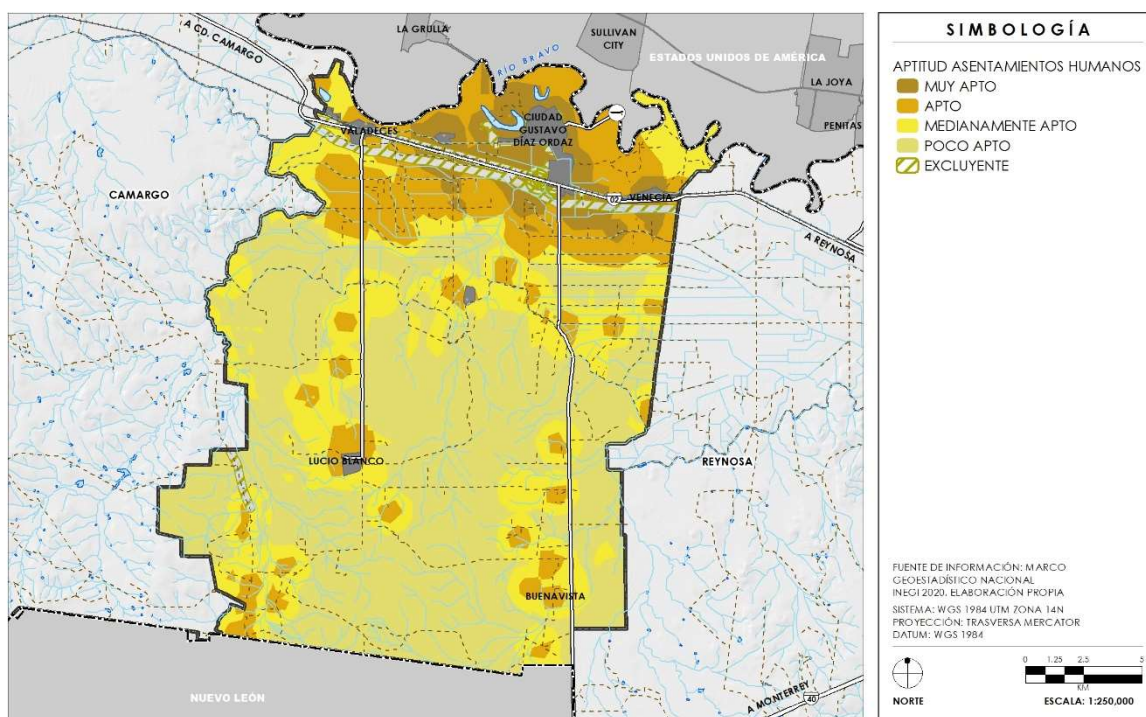 A CD. CAMARGO
LA GRULLA
SULLIVAN
CITY
RÍO BRAVO
ESTADOS UNIDOS DE AMÉRICA
LA JOYA
PENITAS
VALADECES
CIUDAD
GUSTAVO
DÍAZ ORDAZ
CAMARGO
VENECIA
02
A REYNOSA
LUCIO BLANCO
REYNOSA
BUENAVISTA
NUEVO LEÓN
A MONTERREY
40
SIMBOLOGÍA
APTITUD ASENTAMIENTOS HUMANOS
MUY APTO
APTO
MEDIANAMENTE APTO
POCO APTO
EXCLUYENTE
FUENTE DE INFORMACIÓN: MARCO
GEOESTADÍSTICO NACIONAL
INEGI 2020. ELABORACIÓN PROPIA
SISTEMA: WGS 1984 UTM ZONA 14N
PROYECCIÓN: TRASVERSA MERCATOR
DATUM: WGS 1984
0 1.25 2.5 5
KM
NORTE
ESCALA: 1:250,000